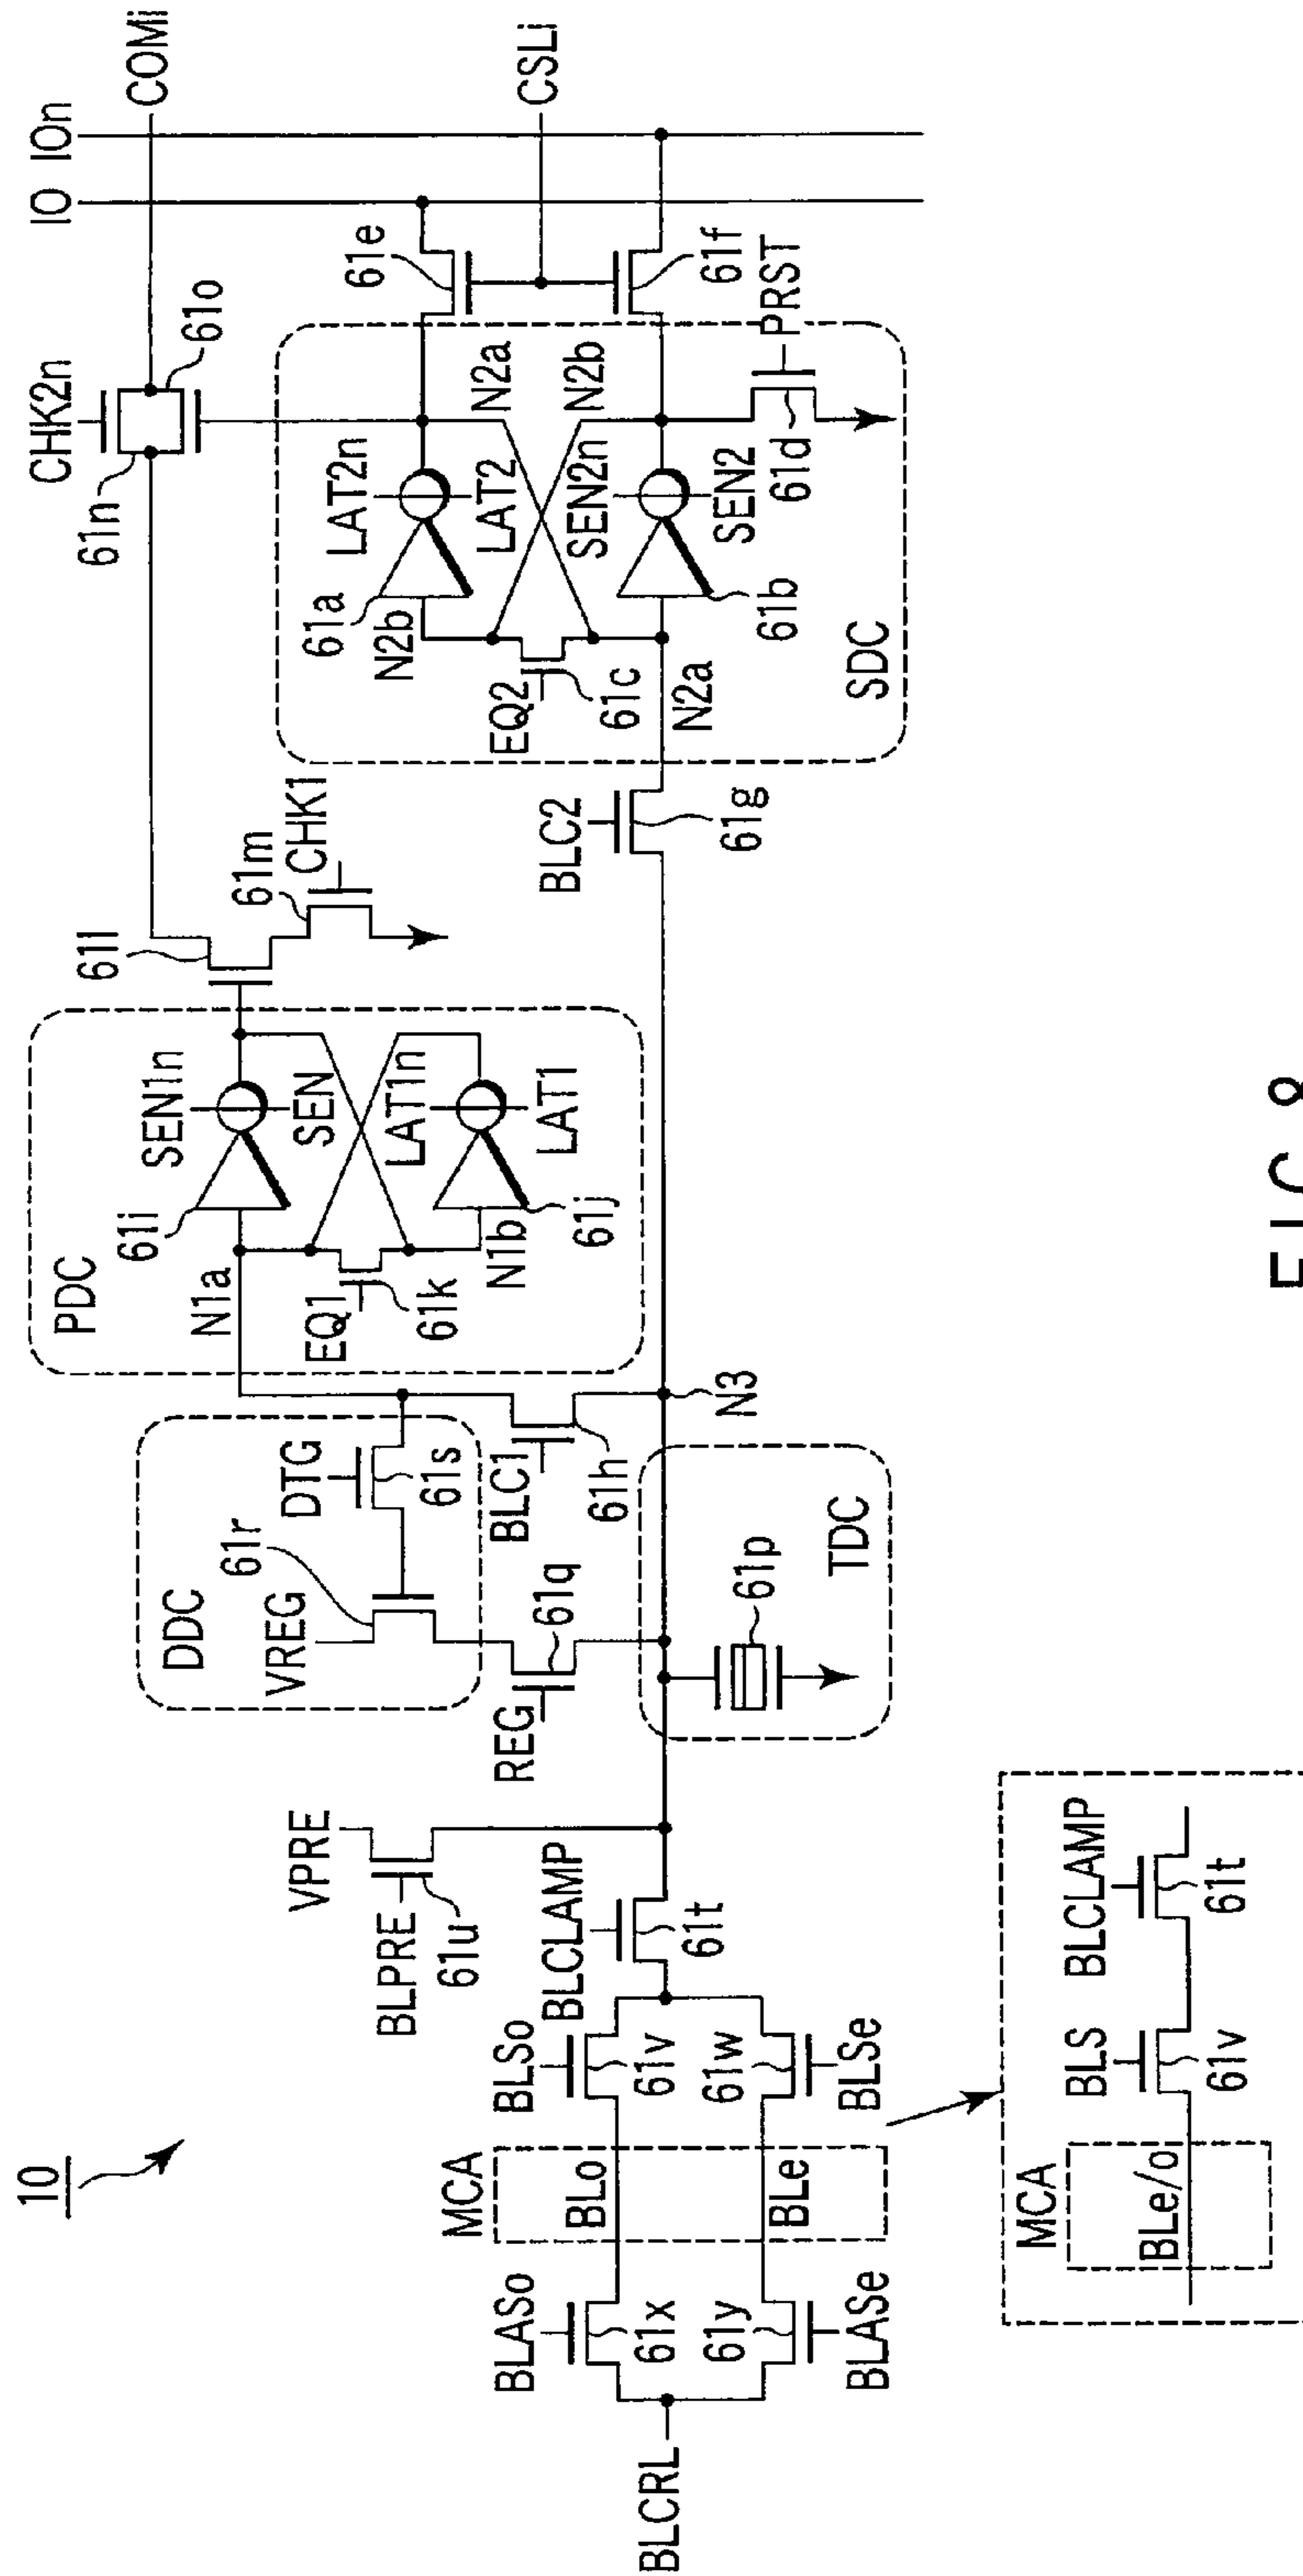 10
BLCRL
BLASo
61x
61y
BLASe
MCA
BLo
BLe
BLSo
61v
61w
BLSe
BLCLAMP
61t
VPRE
BLPRE
61u
DDC
VREG
61r
DTG
61s
REG
61q
BLC1
61h
TDC
61p
N3
PDC
N1a
61i
SEN1n
SEN
EQ1
61k
N1b
LAT1n
LAT1
61j
61l
61m
CHK1
BLC2
61g
SDC
61a
N2b
LAT2n
LAT2
N2a
EQ2
61c
N2a
N2b
SEN2n
SEN2
61b
61d
PRST
CHK2n
61n
61o
61e
61f
IO
IOn
COMi
CSLi
MCA
BLe/o
BLS
61v
BLCLAMP
61t